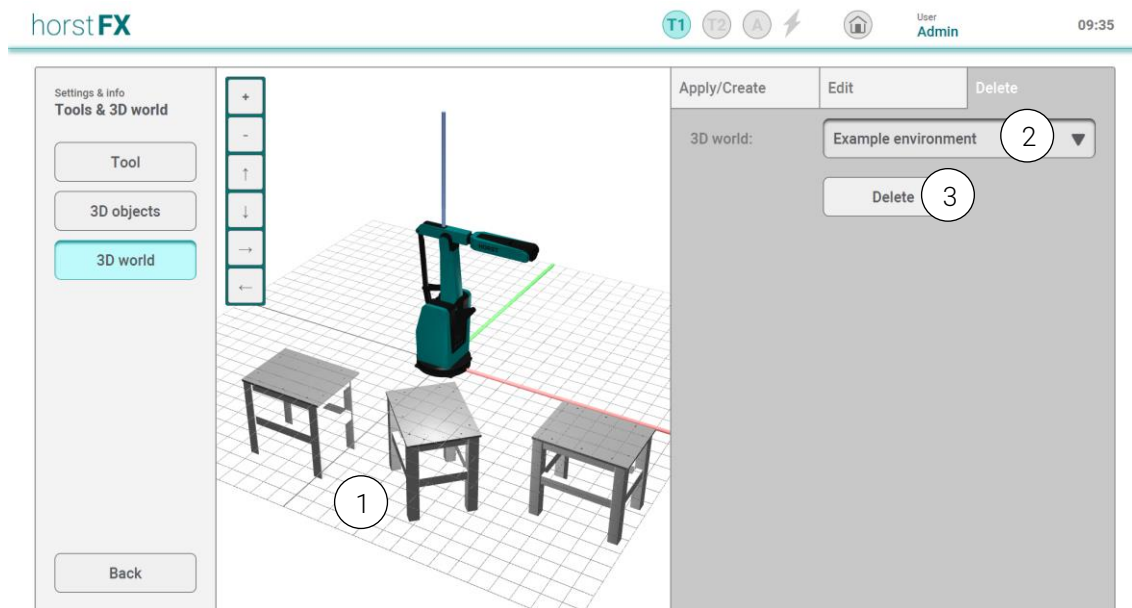 horstFX
T1 T2 A
User
Admin
09:35
Settings & info
Tools & 3D world
Tool
3D objects
3D world
Back
+
-
↑
↓
→
←
1
Apply/Create Edit Delete
3D world: Example environment 2
Delete 3